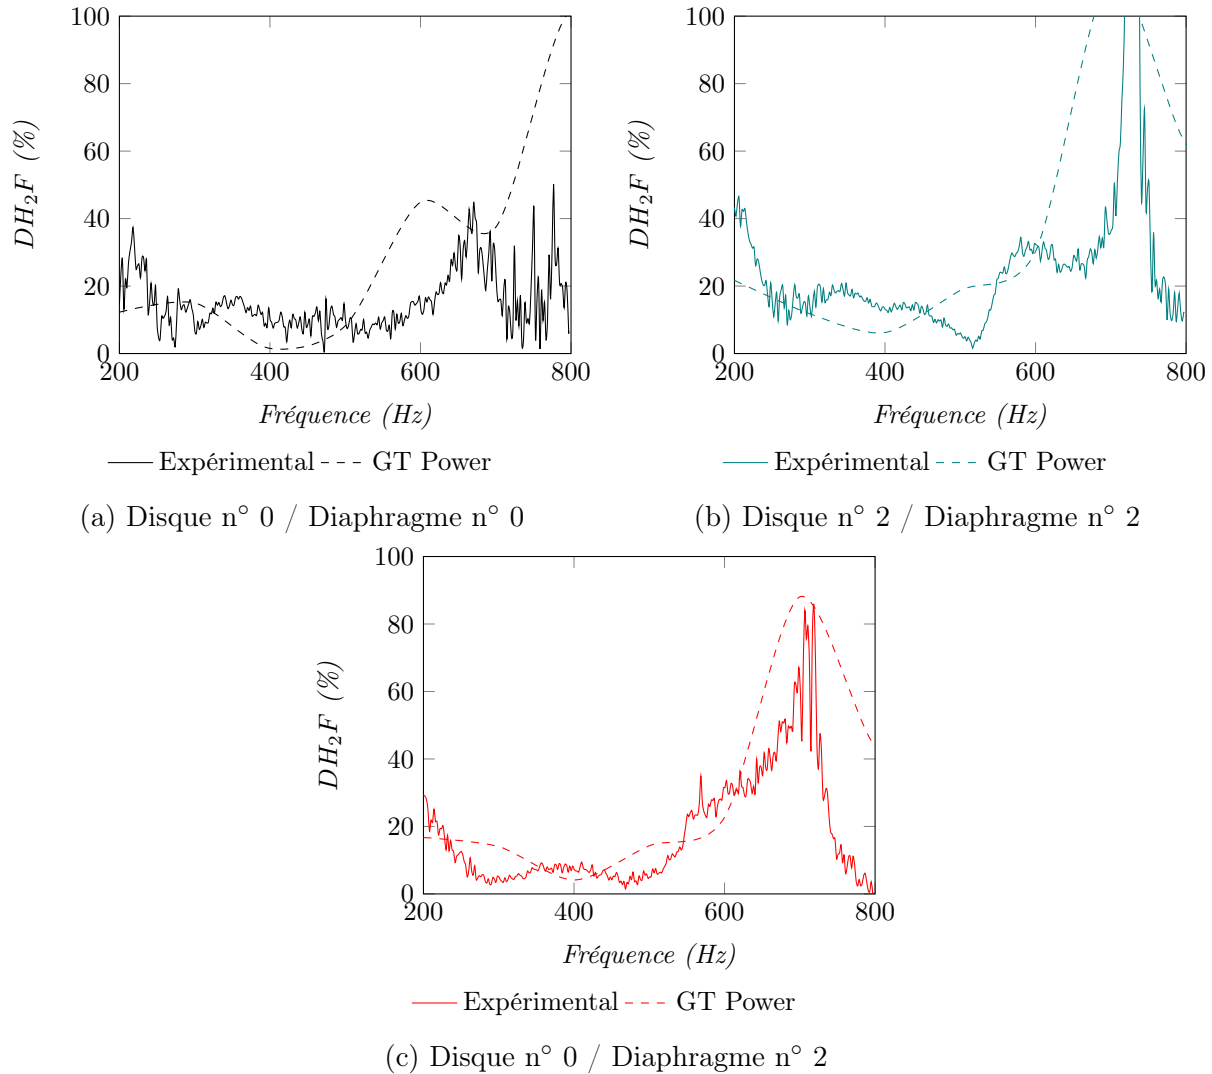 100
80
60
40
20
0
200 400 600 800
DH₂F (%)
Fréquence (Hz)
Expérimental GT Power
(a) Disque n° 0 / Diaphragme n° 0
100
80
60
40
20
0
200 400 600 800
DH₂F (%)
Fréquence (Hz)
Expérimental GT Power
(b) Disque n° 2 / Diaphragme n° 2
100
80
60
40
20
0
200 400 600 800
DH₂F (%)
Fréquence (Hz)
Expérimental GT Power
(c) Disque n° 0 / Diaphragme n° 2